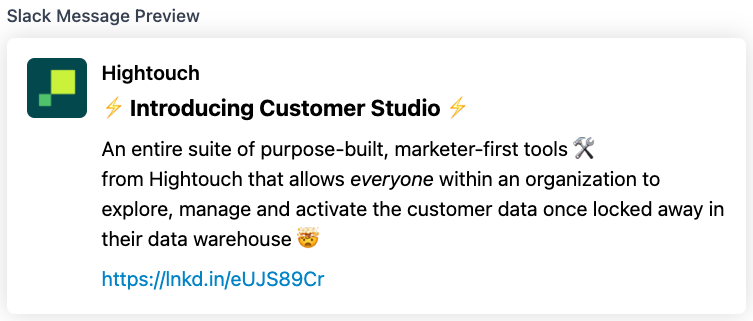 Slack Message Preview
Hightouch
⚡ Introducing Customer Studio ⚡
An entire suite of purpose-built, marketer-first tools 🛠
from Hightouch that allows everyone within an organization to
explore, manage and activate the customer data once locked away in
their data warehouse 🤯
https://lnkd.in/eUJS89Cr